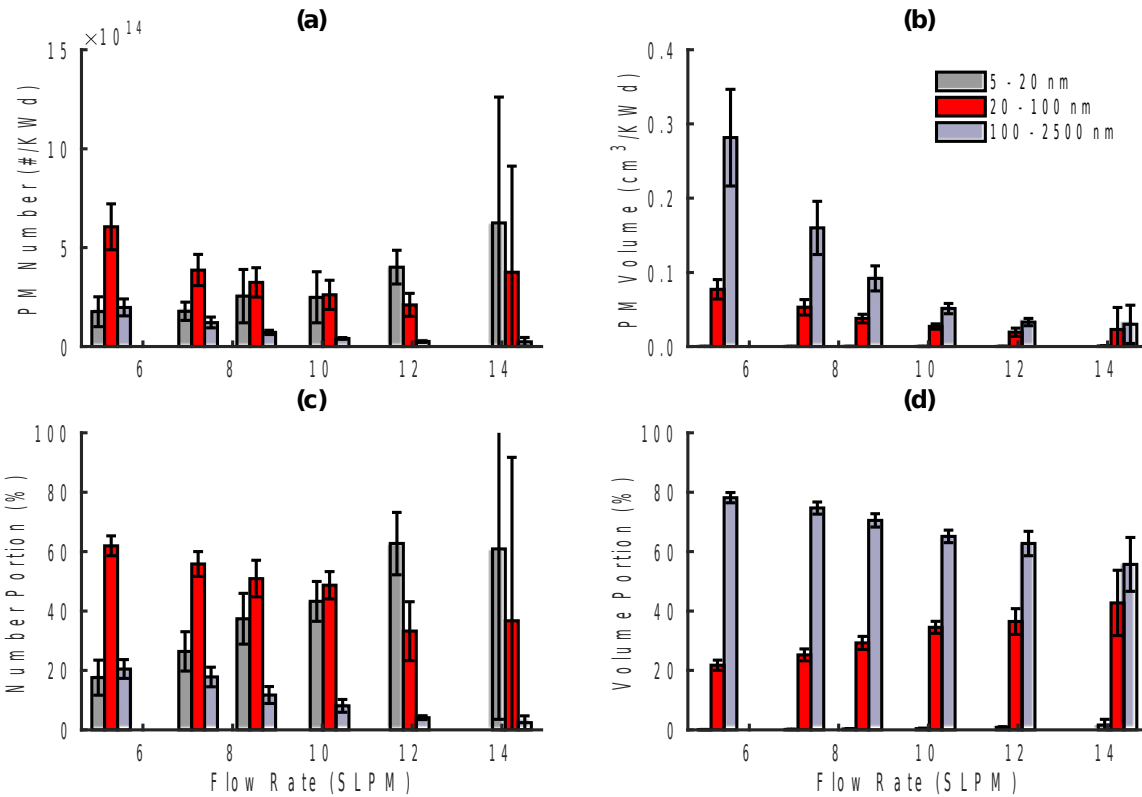 (a)
×10^14
15
10
5
0
PM Number (#/KWd)
6 8 10 12 14
(b)
0.4
0.3
0.2
0.1
0.0
PM Volume (cm³/KWd)
5 - 20 nm
20 - 100 nm
100 - 2500 nm
6 8 10 12 14
(c)
100
80
60
40
20
0
Number Portion (%)
6 8 10 12 14
Flow Rate (SLPM)
(d)
100
80
60
40
20
0
Volume Portion (%)
6 8 10 12 14
Flow Rate (SLPM)